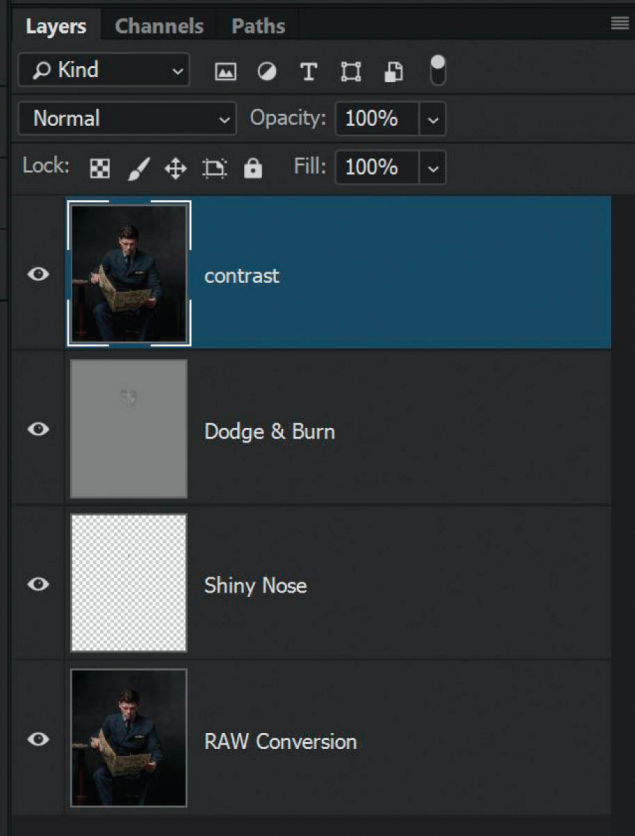 Layers Channels Paths
Kind
Normal Opacity: 100%
Lock: Fill: 100%
contrast
Dodge & Burn
Shiny Nose
RAW Conversion